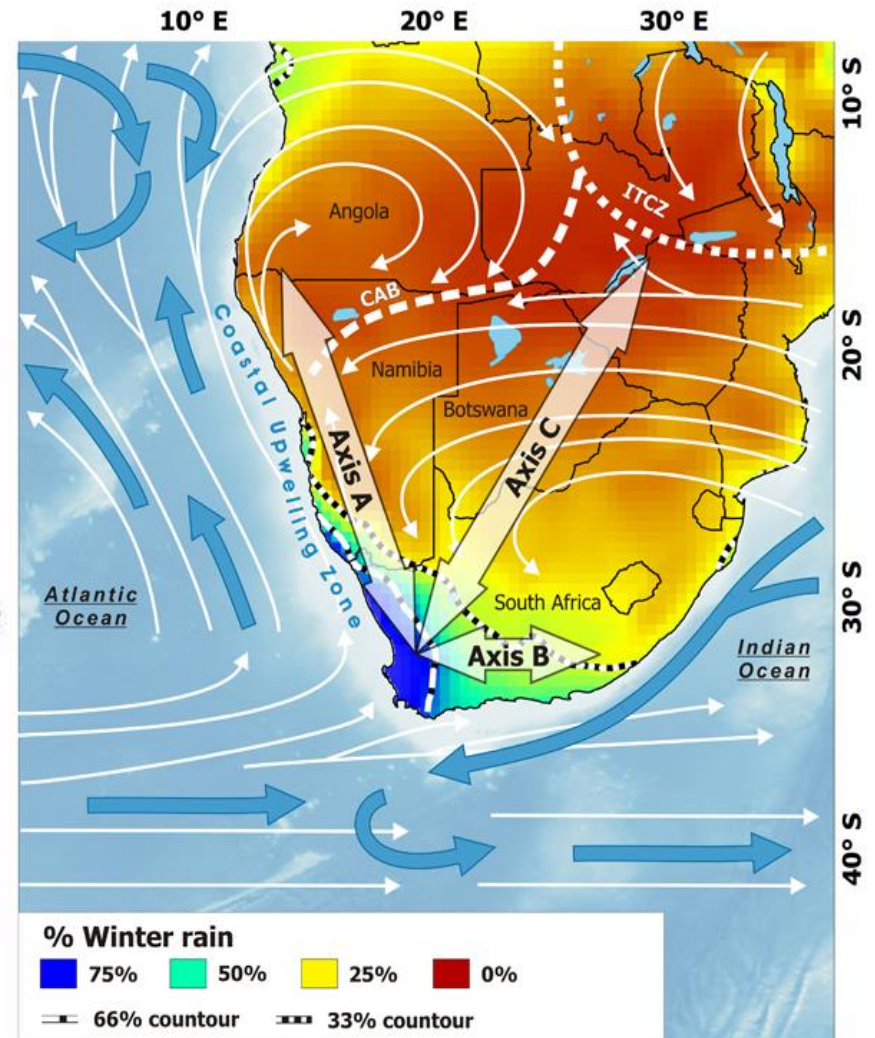 10° E 20° E 30° E
10° S
ITCZ
Angola
CAB
20° S
Coastal Upwelling Zone
Namibia
Botswana
Axis A
Axis C
30° S
Atlantic
Ocean
South Africa
Axis B
Indian
Ocean
40° S
% Winter rain
75% 50% 25% 0%
66% countour 33% countour